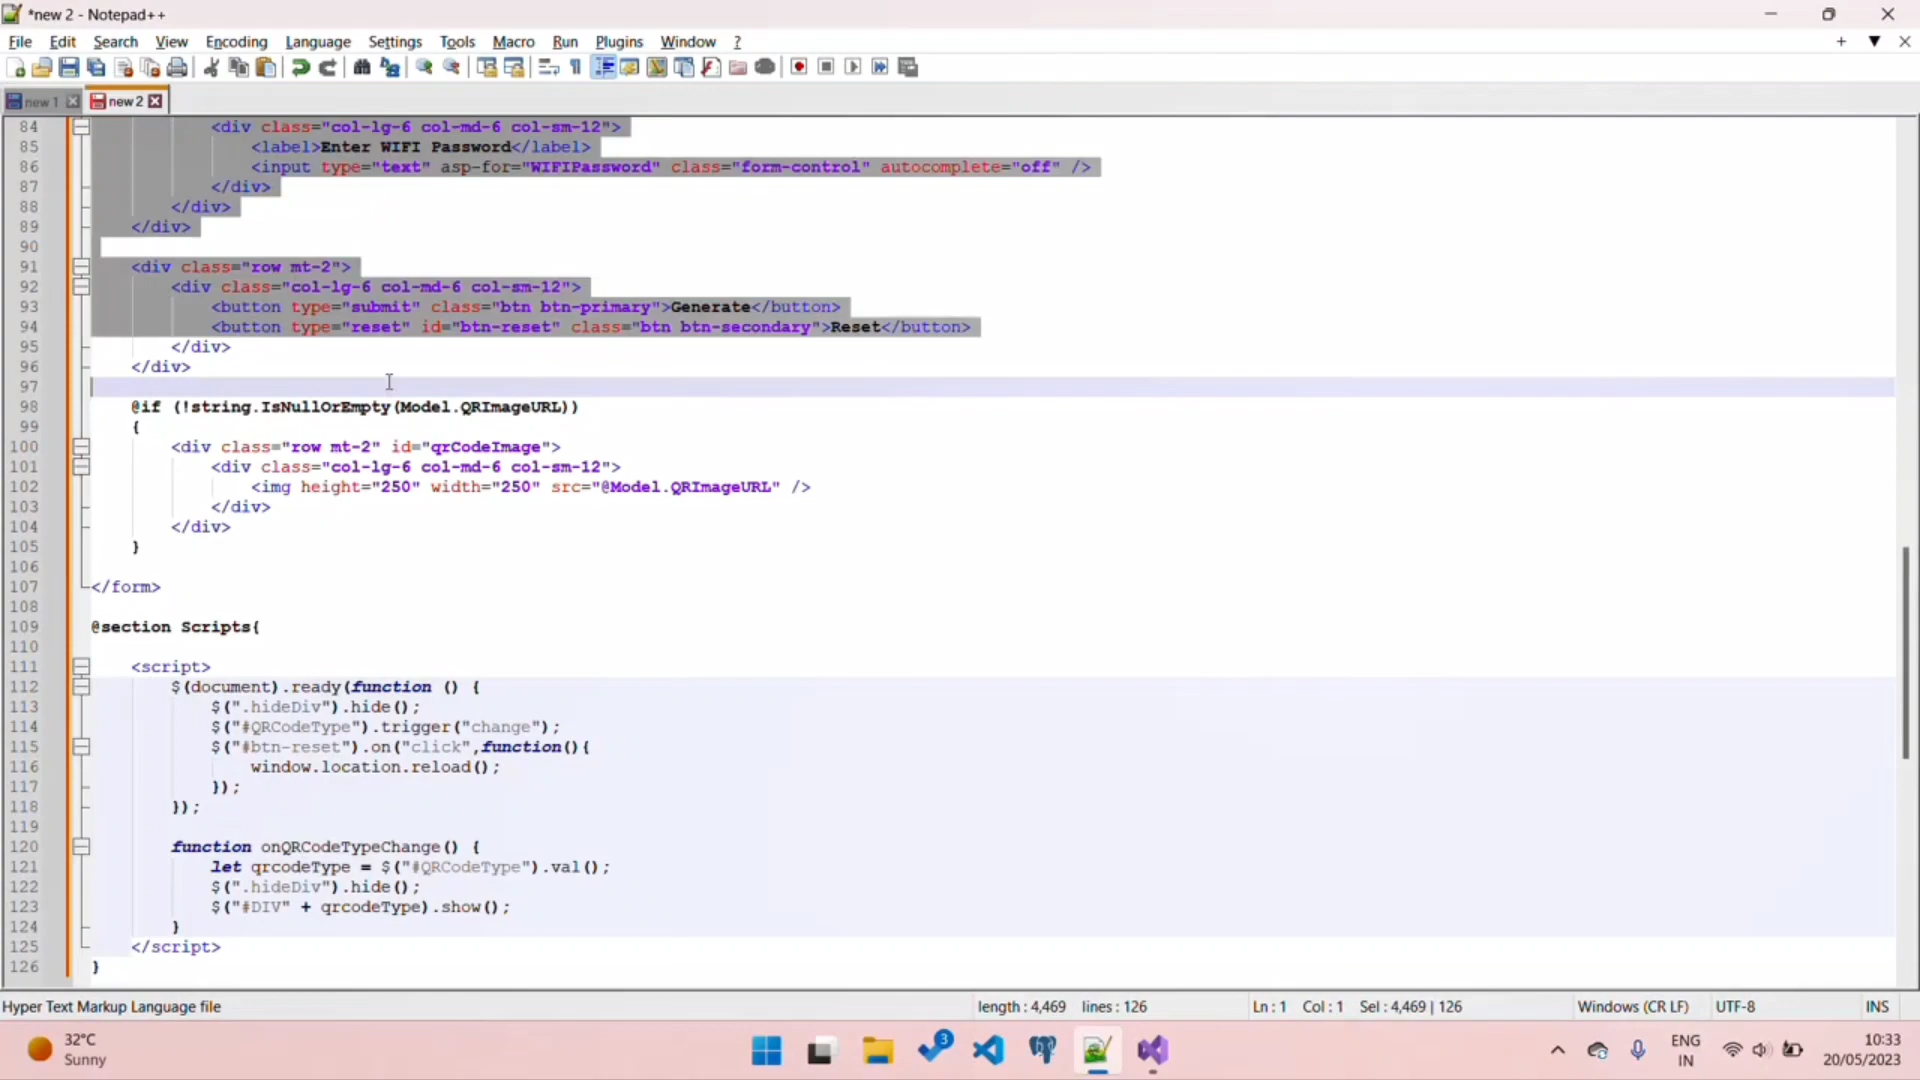 *new 2 - Notepad++
File Edit Search View Encoding Language Settings Tools Macro Run Plugins Window ?
new 1 new 2
84 <div class="col-lg-6 col-md-6 col-sm-12">
85 <label>Enter WIFI Password</label>
86 <input type="text" asp-for="WIFIPassword" class="form-control" autocomplete="off" />
87 </div>
88 </div>
89 </div>
90
91 <div class="row mt-2">
92 <div class="col-lg-6 col-md-6 col-sm-12">
93 <button type="submit" class="btn btn-primary">Generate</button>
94 <button type="reset" id="btn-reset" class="btn btn-secondary">Reset</button>
95 </div>
96 </div>
97
98 @if (!string.IsNullOrEmpty(Model.QRImageURL))
99 {
100 <div class="row mt-2" id="qrCodeImage">
101 <div class="col-lg-6 col-md-6 col-sm-12">
102 <img height="250" width="250" src="@Model.QRImageURL" />
103 </div>
104 </div>
105 }
106
107 </form>
108
109 @section Scripts{
110
111 <script>
112 $(document).ready(function () {
113 $(".hideDiv").hide();
114 $("#QRCodeType").trigger("change");
115 $("#btn-reset").on("click",function(){
116 window.location.reload();
117 });
118 });
119
120 function onQRCodeTypeChange() {
121 let qrcodeType = $("#QRCodeType").val();
122 $(".hideDiv").hide();
123 $("#DIV" + qrcodeType).show();
124 }
125 </script>
126 }
Hyper Text Markup Language file length : 4,469 lines : 126 Ln : 1 Col : 1 Sel : 4,469 | 126 Windows (CR LF) UTF-8 INS
32°C
Sunny
3
ENG
IN
10:33
20/05/2023